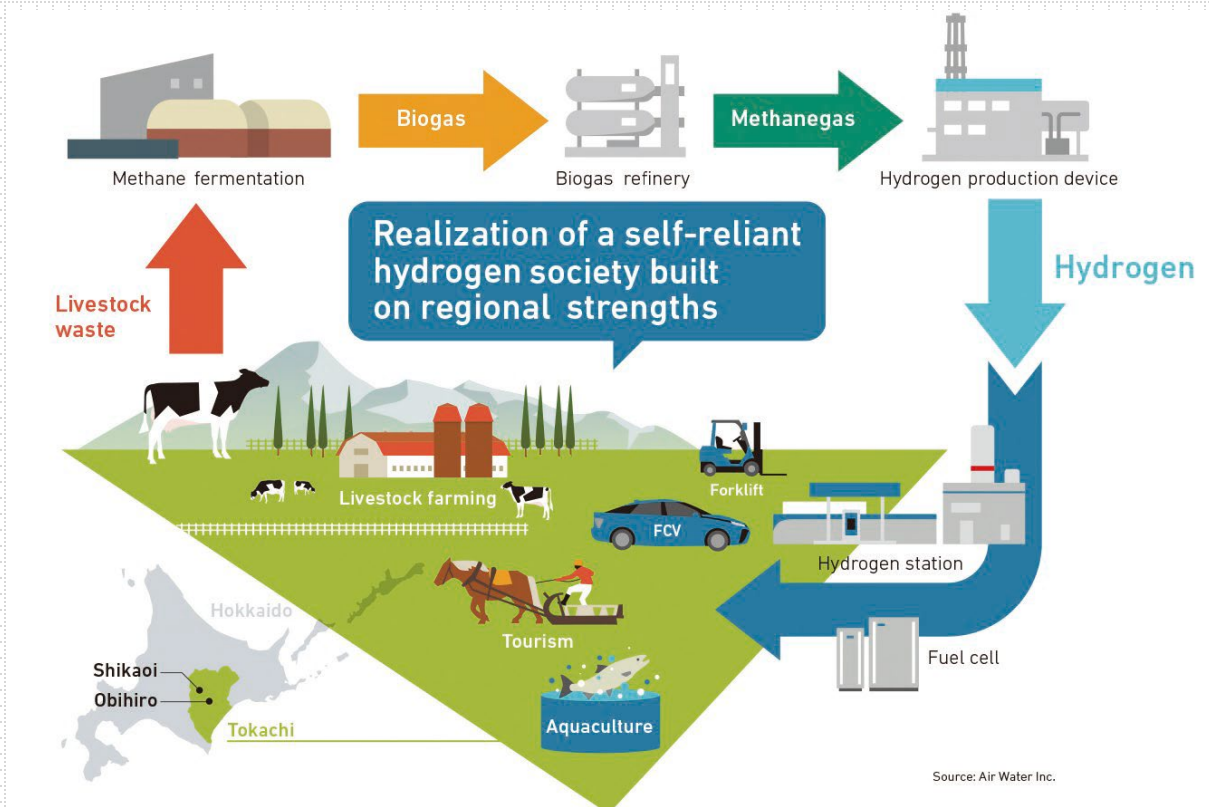 Biogas
Methanegas
Methane fermentation
Biogas refinery
Hydrogen production device
Realization of a self-reliant
hydrogen society built
on regional strengths
Hydrogen
Livestock
waste
Livestock farming
Forklift
FCV
Hydrogen station
Hokkaido
Tourism
Fuel cell
Shikaoi
Obihiro
Tokachi
Aquaculture
Source: Air Water Inc.